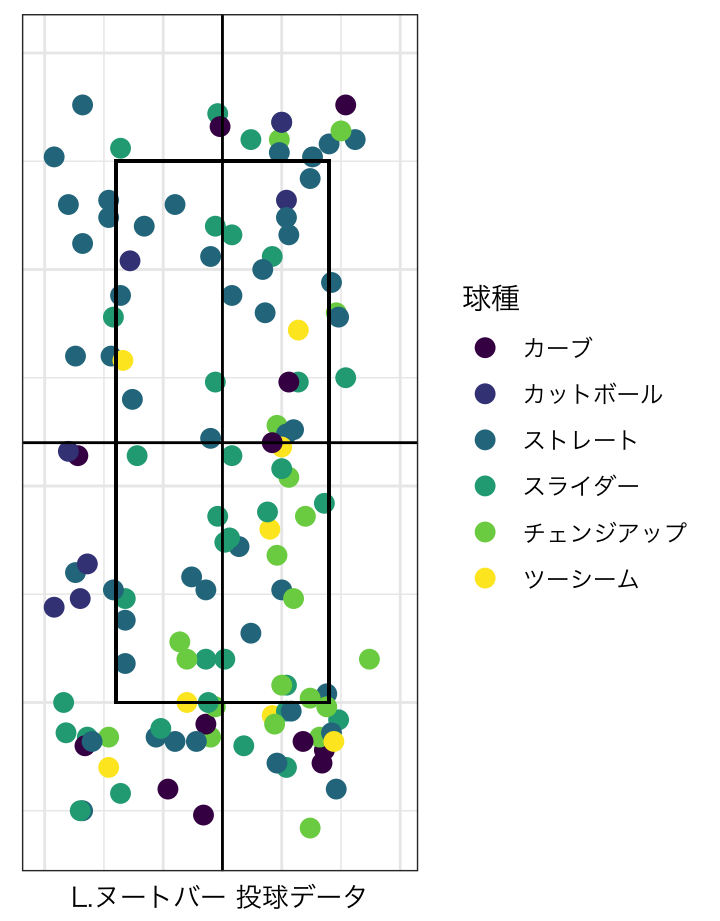 球種
カーブ
カットボール
ストレート
スライダー
チェンジアップ
ツーシーム
L.ヌートバー 投球データ